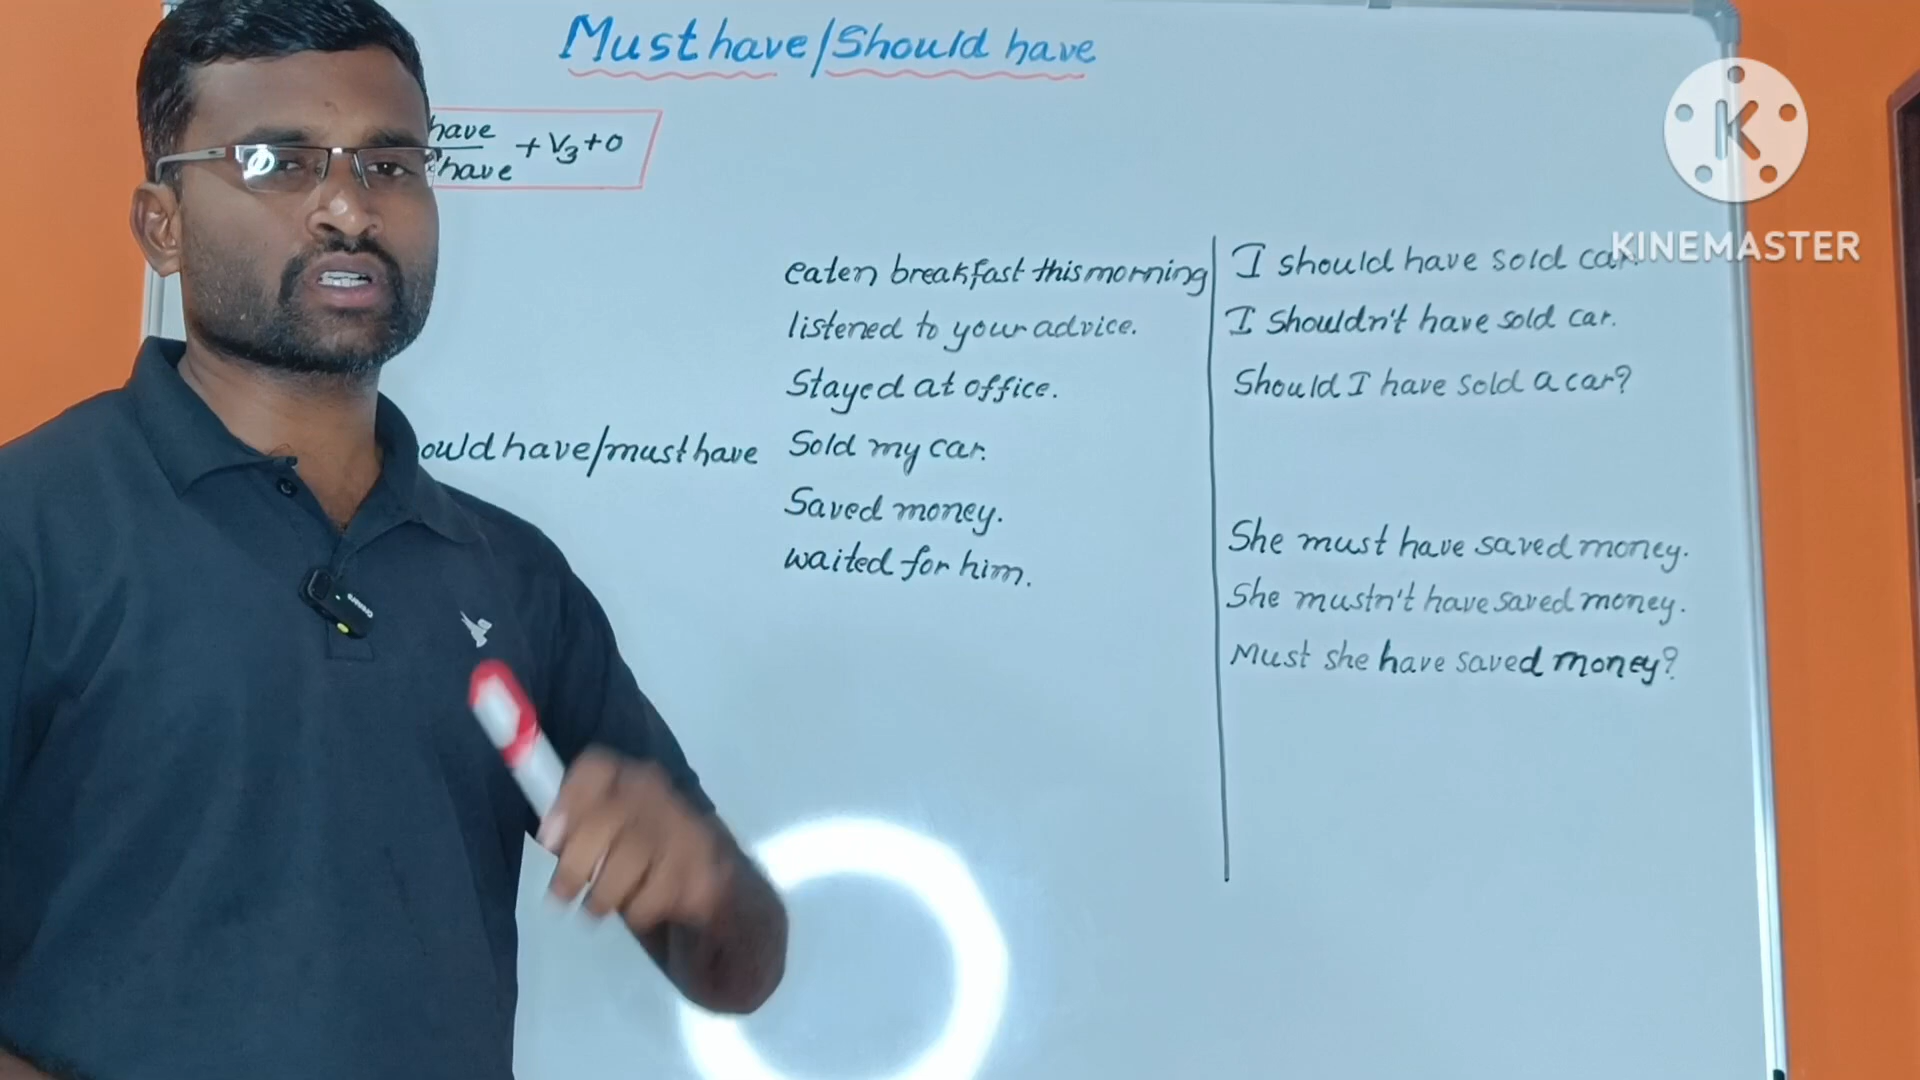 Must have/Should have
have
have +V3+O
eaten breakfast this morning
listened to your advice.
Stayed at office.
ould have/must have
Sold my car.
Saved money.
waited for him.
I should have sold car.
I shouldn't have sold car.
Should I have sold a car?
She must have saved money.
She mustn't have saved money.
Must she have saved money?
K
KINEMASTER